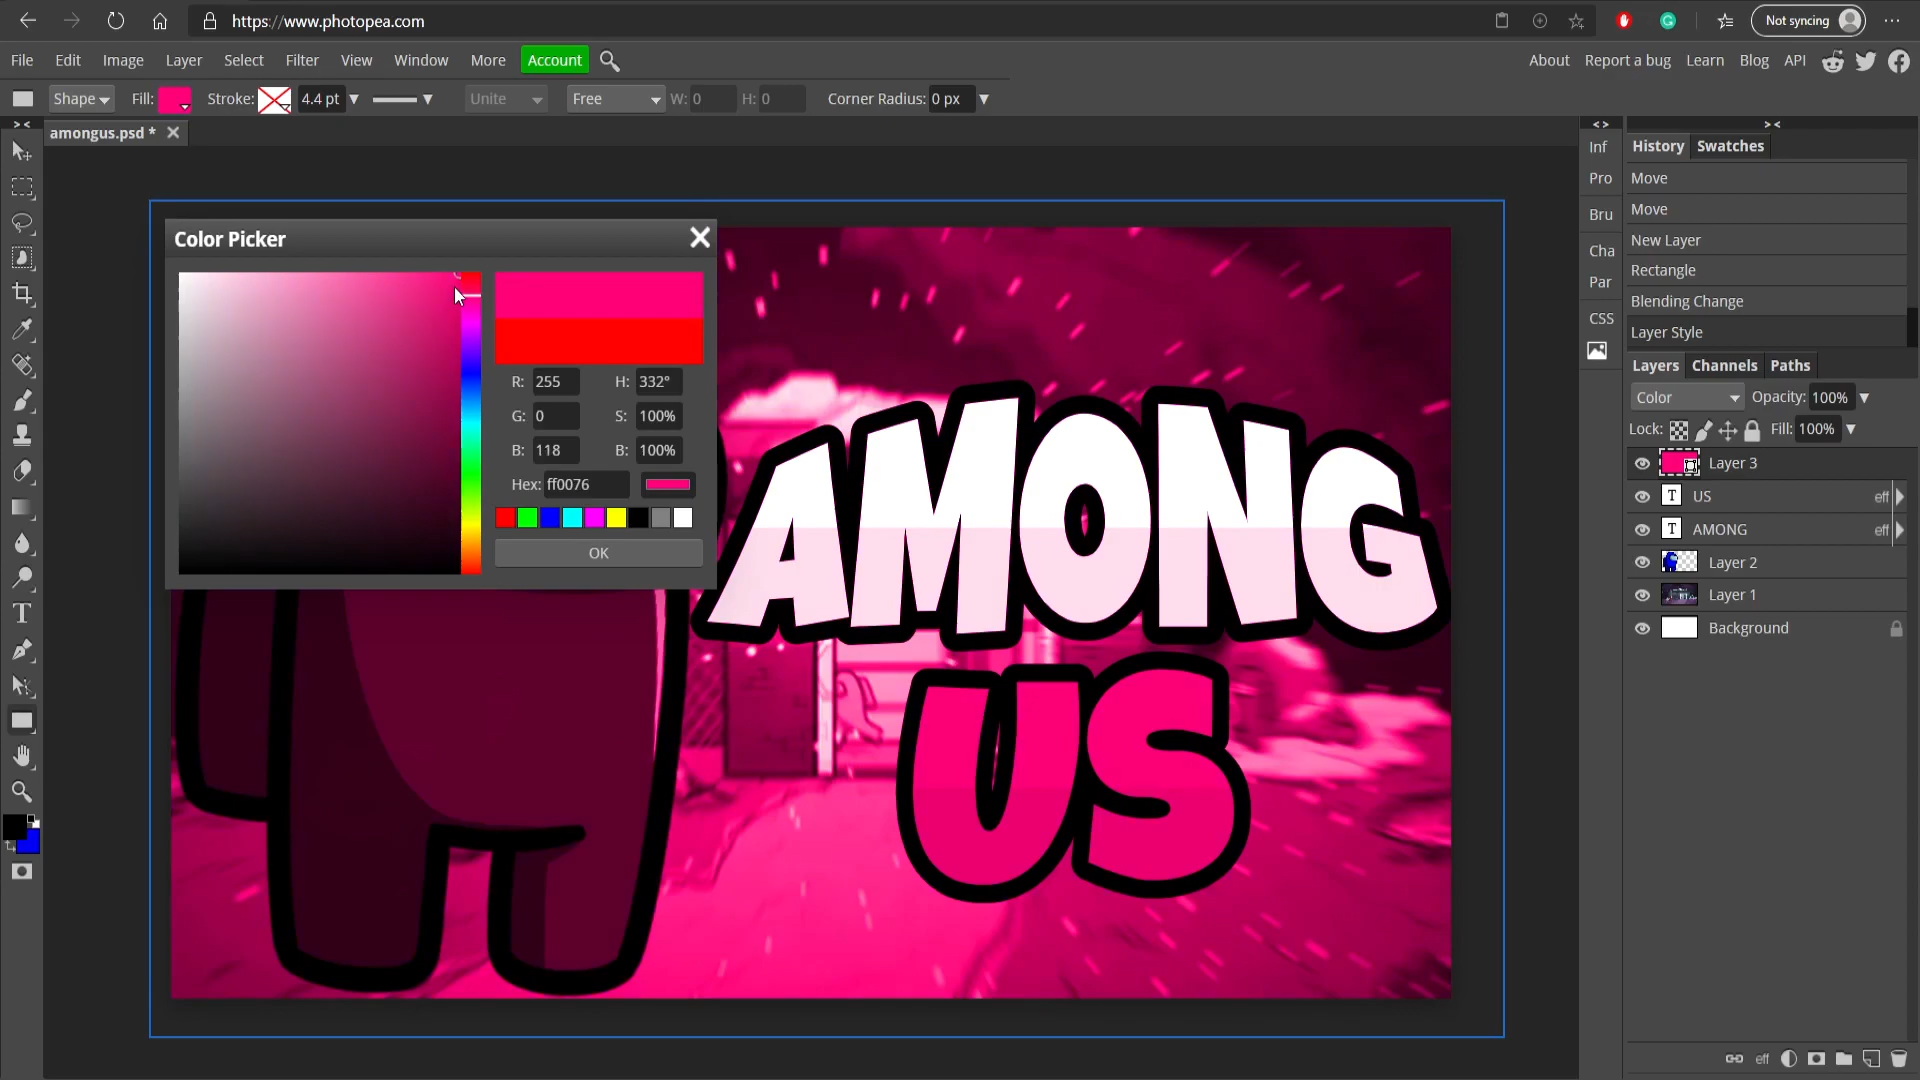 https://www.photopea.com
Not syncing
File Edit Image Layer Select Filter View Window More Account
About Report a bug Learn Blog API
Shape Fill: Stroke: 4.4 pt Unite Free W: 0 H: 0 Corner Radius: 0 px
amongus.psd *
Color Picker
R: 255 H: 332°
G: 0 S: 100%
B: 118 B: 100%
Hex: ff0076
OK
AMONG
US
Inf
Pro
Bru
Cha
Par
CSS
History Swatches
Move
Move
New Layer
Rectangle
Blending Change
Layer Style
Layers Channels Paths
Color Opacity: 100%
Lock: Fill: 100%
Layer 3
T US eff
T AMONG eff
Layer 2
Layer 1
Background
eff